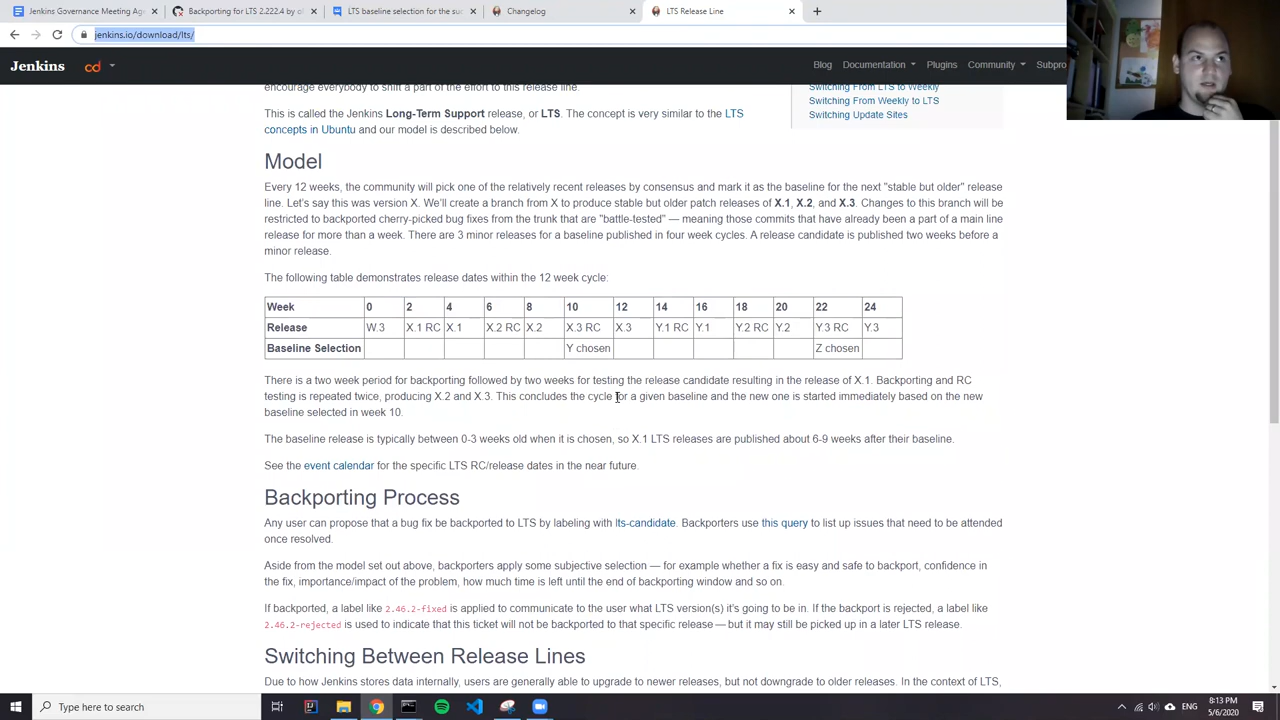 Jenkins Governance Meeting Age
Backporting for LTS 2.222.4 by ol
LTS baseline selection for the suc
Changelog
LTS Release Line
jenkins.io/download/lts/
Jenkins
cd
Blog
Documentation
Plugins
Community
Subpro
encourage everybody to shift a part of the effort to this release line.
Switching From LTS to Weekly
Switching From Weekly to LTS
Switching Update Sites
This is called the Jenkins Long-Term Support release, or LTS. The concept is very similar to the LTS
concepts in Ubuntu and our model is described below.
Model
Every 12 weeks, the community will pick one of the relatively recent releases by consensus and mark it as the baseline for the next "stable but older" release
line. Let's say this was version X. We'll create a branch from X to produce stable but older patch releases of X.1, X.2, and X.3. Changes to this branch will be
restricted to backported cherry-picked bug fixes from the trunk that are "battle-tested" — meaning those commits that have already been a part of a main line
release for more than a week. There are 3 minor releases for a baseline published in four week cycles. A release candidate is published two weeks before a
minor release.
The following table demonstrates release dates within the 12 week cycle:
Week 0 2 4 6 8 10 12 14 16 18 20 22 24
Release W.3 X.1 RC X.1 X.2 RC X.2 X.3 RC X.3 Y.1 RC Y.1 Y.2 RC Y.2 Y.3 RC Y.3
Baseline Selection Y chosen Z chosen
There is a two week period for backporting followed by two weeks for testing the release candidate resulting in the release of X.1. Backporting and RC
testing is repeated twice, producing X.2 and X.3. This concludes the cycle for a given baseline and the new one is started immediately based on the new
baseline selected in week 10.
The baseline release is typically between 0-3 weeks old when it is chosen, so X.1 LTS releases are published about 6-9 weeks after their baseline.
See the event calendar for the specific LTS RC/release dates in the near future.
Backporting Process
Any user can propose that a bug fix be backported to LTS by labeling with lts-candidate. Backporters use this query to list up issues that need to be attended
once resolved.
Aside from the model set out above, backporters apply some subjective selection — for example whether a fix is easy and safe to backport, confidence in
the fix, importance/impact of the problem, how much time is left until the end of backporting window and so on.
If backported, a label like 2.46.2-fixed is applied to communicate to the user what LTS version(s) it's going to be in. If the backport is rejected, a label like
2.46.2-rejected is used to indicate that this ticket will not be backported to that specific release — but it may still be picked up in a later LTS release.
Switching Between Release Lines
Due to how Jenkins stores data internally, users are generally able to upgrade to newer releases, but not downgrade to older releases. In the context of LTS,
Type here to search
8:13 PM
5/6/2020
ENG